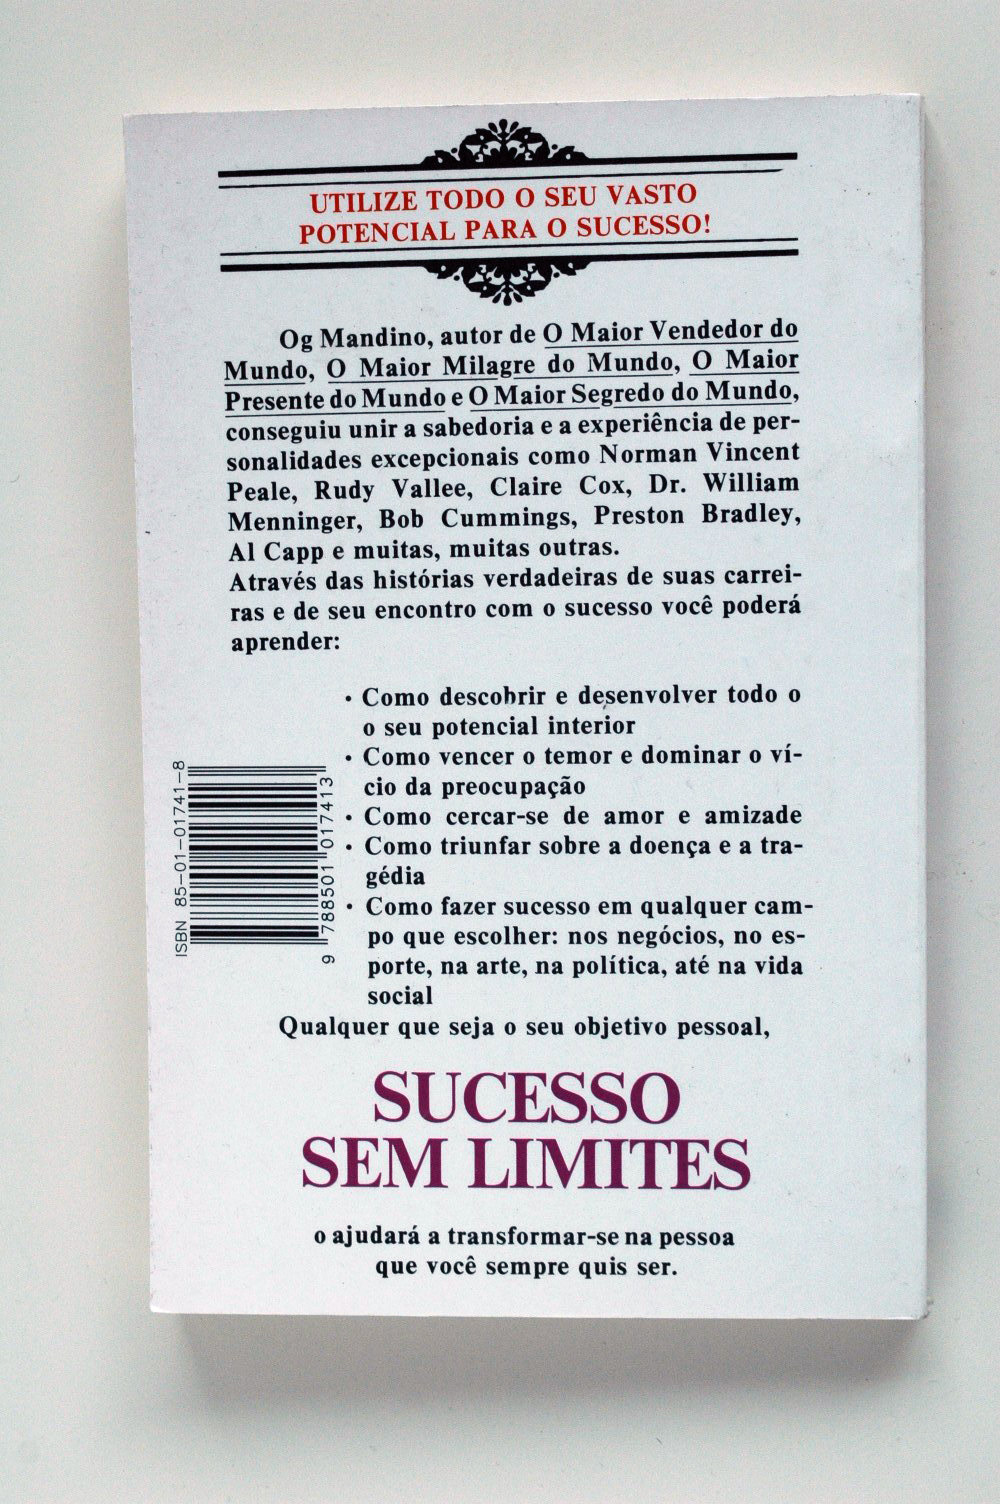 UTILIZE TODO O SEU VASTO
POTENCIAL PARA O SUCESSO!
Og Mandino, autor de O Maior Vendedor do
Mundo, O Maior Milagre do Mundo, O Maior
Presente do Mundo e O Maior Segredo do Mundo,
conseguiu unir a sabedoria e a experiência de per-
sonalidades excepcionais como Norman Vincent
Peale, Rudy Vallee, Claire Cox, Dr. William
Menninger, Bob Cummings, Preston Bradley,
Al Capp e muitas, muitas outras.
Através das histórias verdadeiras de suas carrei-
ras e de seu encontro com o sucesso você poderá
aprender:
• Como descobrir e desenvolver todo o
o seu potencial interior
• Como vencer o temor e dominar o ví-
cio da preocupação
• Como cercar-se de amor e amizade
• Como triunfar sobre a doença e a tra-
gédia
• Como fazer sucesso em qualquer cam-
po que escolher: nos negócios, no es-
porte, na arte, na política, até na vida
social
ISBN 85-01-01741-8
9 788501 017413
Qualquer que seja o seu objetivo pessoal,
SUCESSO
SEM LIMITES
o ajudará a transformar-se na pessoa
que você sempre quis ser.